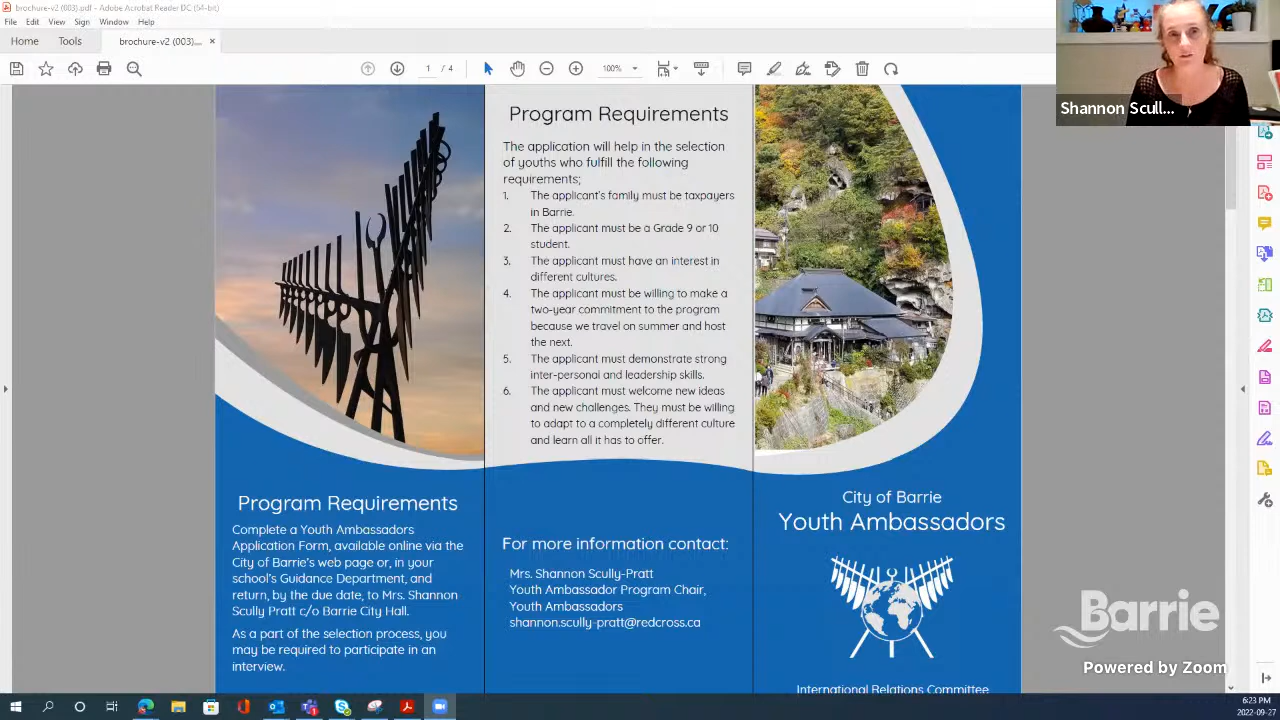 brochure-v2 (003).pdf - Adobe Acrobat Reader DC (64-bit)
File Edit View Sign Window Help
Home Tools brochure-v2 (003).... ×
1 / 4 100%
Shannon Scull...
Program Requirements
The application will help in the selection
of youths who fulfill the following
requirements;
1. The applicant's family must be taxpayers
in Barrie.
2. The applicant must be a Grade 9 or 10
student.
3. The applicant must have an interest in
different cultures.
4. The applicant must be willing to make a
two-year commitment to the program
because we travel on summer and host
the next.
5. The applicant must demonstrate strong
inter-personal and leadership skills.
6. The applicant must welcome new ideas
and new challenges. They must be willing
to adapt to a completely different culture
and learn all it has to offer.
Program Requirements
Complete a Youth Ambassadors
Application Form, available online via the
City of Barrie's web page or, in your
school's Guidance Department, and
return, by the due date, to Mrs. Shannon
Scully Pratt c/o Barrie City Hall.
As a part of the selection process, you
may be required to participate in an
interview.
For more information contact:
Mrs. Shannon Scully-Pratt
Youth Ambassador Program Chair,
Youth Ambassadors
shannon.scully-pratt@redcross.ca
City of Barrie
Youth Ambassadors
International Relations Committee
Barrie
Powered by Zoom
6:23 PM
2022-09-27